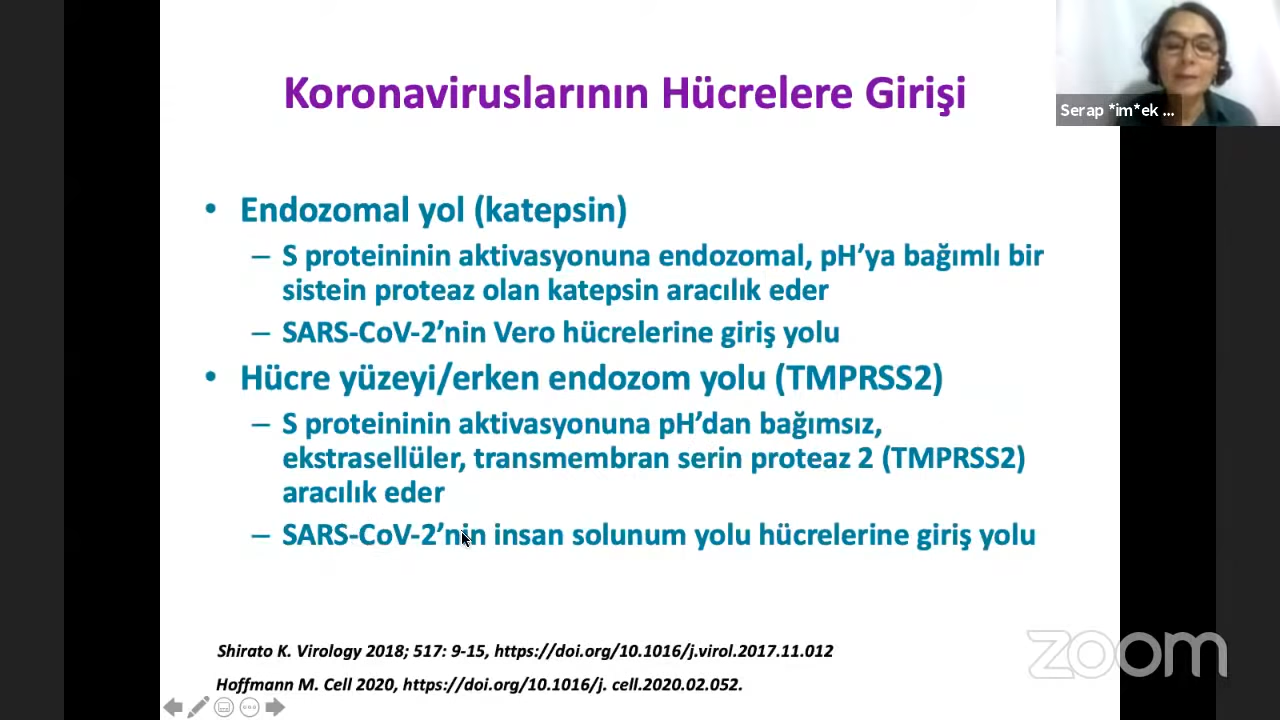 Koronaviruslarının Hücrelere Girişi
Serap *im*ek ...
• Endozomal yol (katepsin)
– S proteininin aktivasyonuna endozomal, pH’ya bağımlı bir
sistein proteaz olan katepsin aracılık eder
– SARS-CoV-2’nin Vero hücrelerine giriş yolu
• Hücre yüzeyi/erken endozom yolu (TMPRSS2)
– S proteininin aktivasyonuna pH’dan bağımsız,
ekstrasellüler, transmembran serin proteaz 2 (TMPRSS2)
aracılık eder
– SARS-CoV-2’nin insan solunum yolu hücrelerine giriş yolu
Shirato K. Virology 2018; 517: 9-15, https://doi.org/10.1016/j.virol.2017.11.012
Hoffmann M. Cell 2020, https://doi.org/10.1016/j. cell.2020.02.052.
zoom